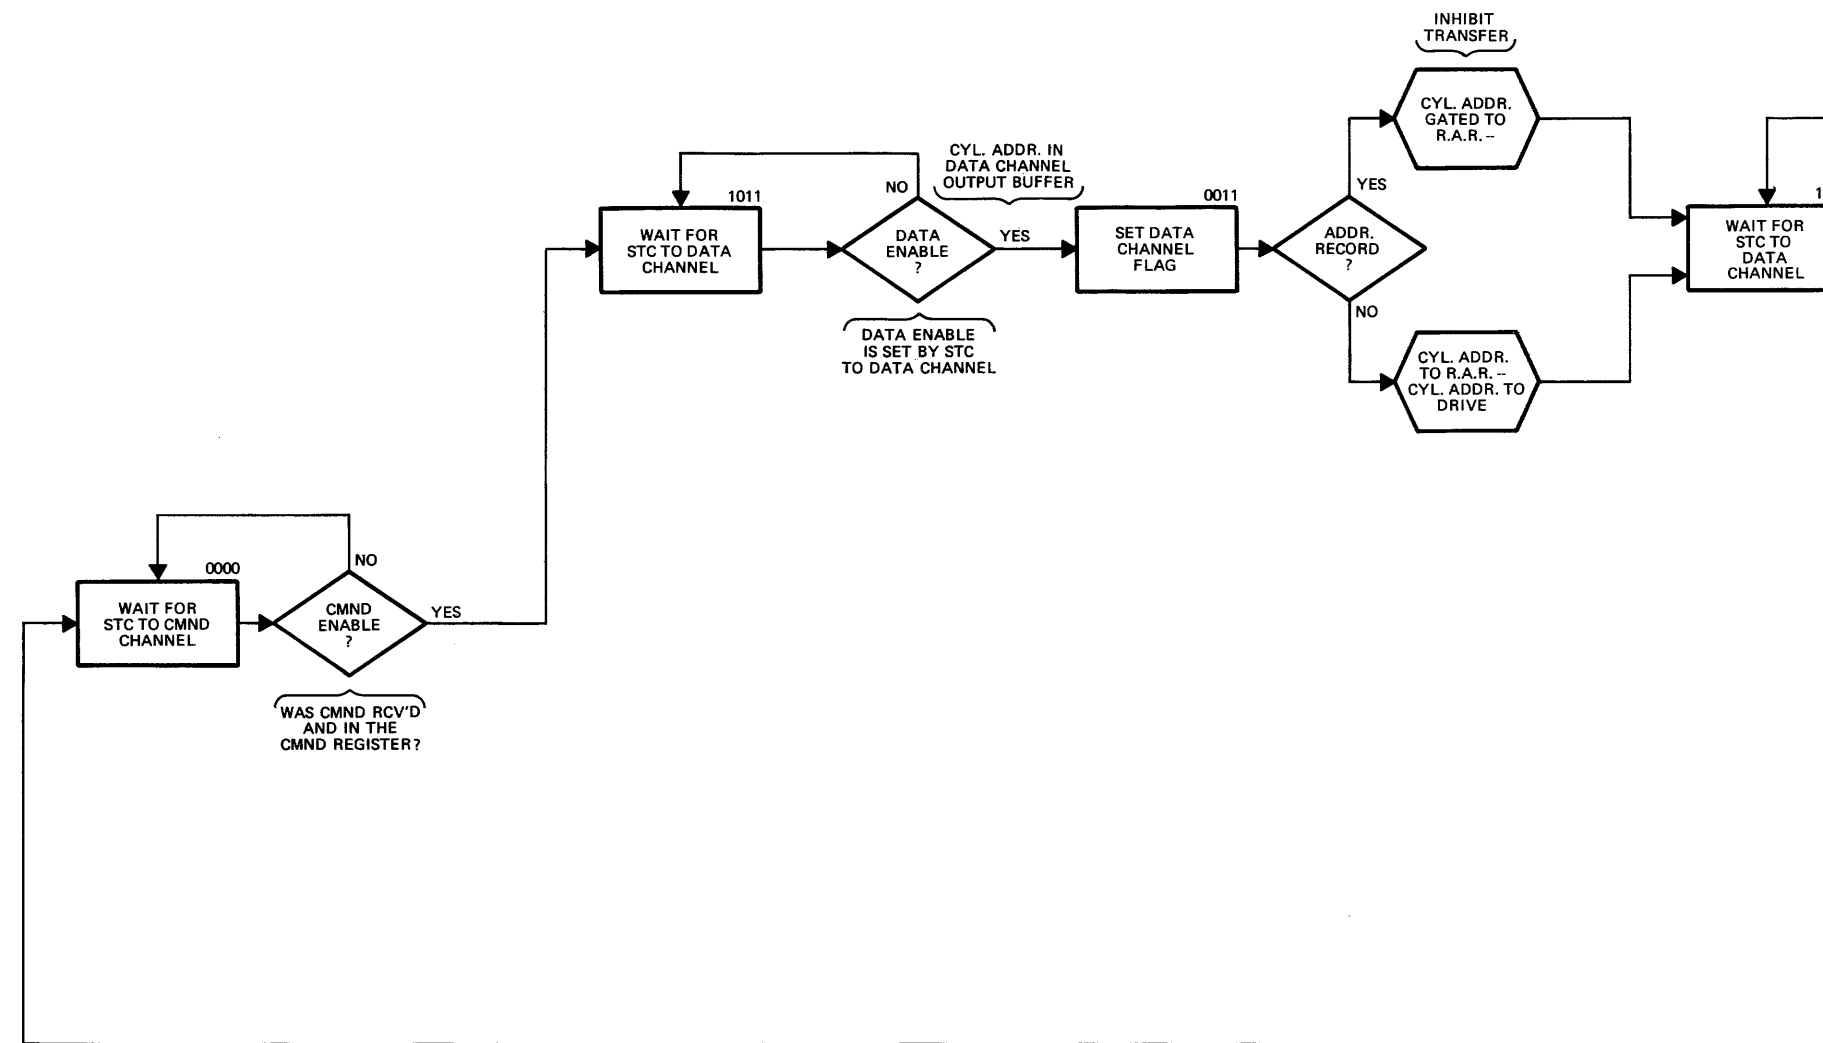 INHIBIT
TRANSFER
CYL. ADDR.
GATED TO
R.A.R. --
CYL. ADDR. IN
DATA CHANNEL
OUTPUT BUFFER
NO
YES
1011
WAIT FOR
STC TO DATA
CHANNEL
DATA
ENABLE
?
YES
0011
SET DATA
CHANNEL
FLAG
ADDR.
RECORD
?
1
WAIT FOR
STC TO
DATA
CHANNEL
NO
DATA ENABLE
IS SET BY STC
TO DATA CHANNEL
CYL. ADDR.
TO R.A.R. --
CYL. ADDR. TO
DRIVE
NO
0000
WAIT FOR
STC TO CMND
CHANNEL
CMND
ENABLE
?
YES
WAS CMND RCV'D
AND IN THE
CMND REGISTER?